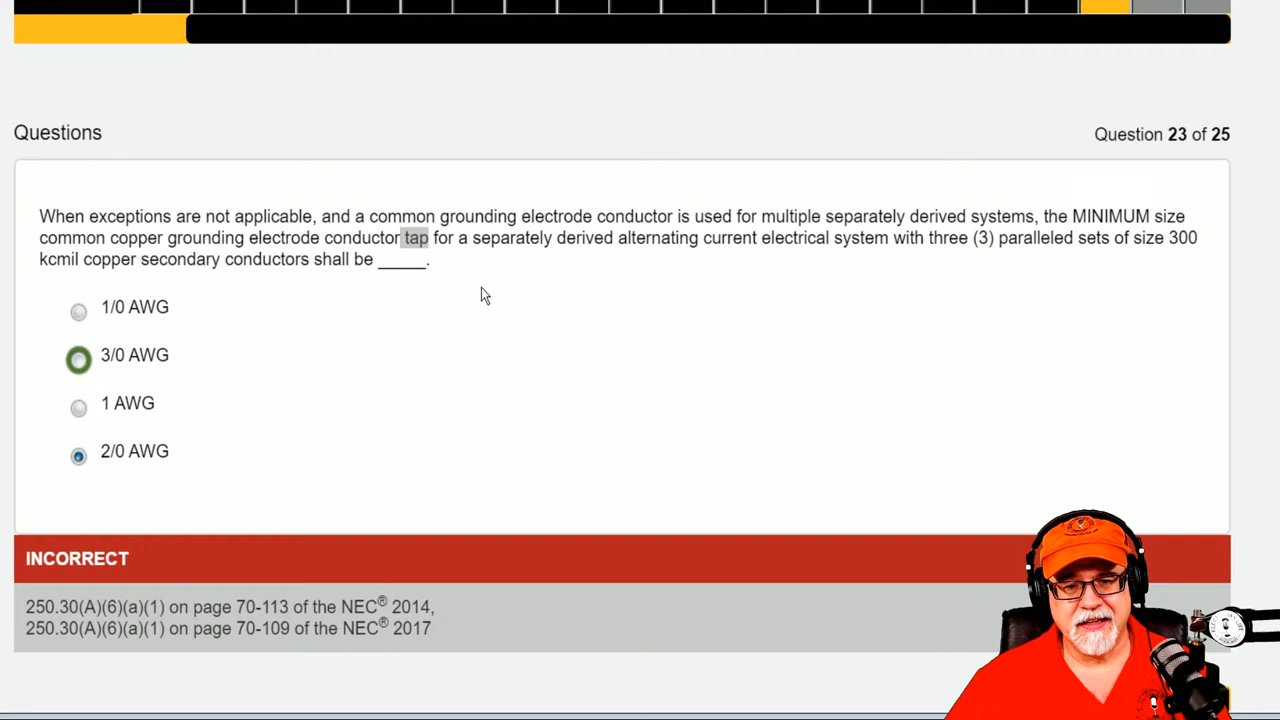 Questions
Question 23 of 25
When exceptions are not applicable, and a common grounding electrode conductor is used for multiple separately derived systems, the MINIMUM size
common copper grounding electrode conductor tap for a separately derived alternating current electrical system with three (3) paralleled sets of size 300
kcmil copper secondary conductors shall be _____.
1/0 AWG
3/0 AWG
1 AWG
2/0 AWG
INCORRECT
250.30(A)(6)(a)(1) on page 70-113 of the NEC® 2014,
250.30(A)(6)(a)(1) on page 70-109 of the NEC® 2017